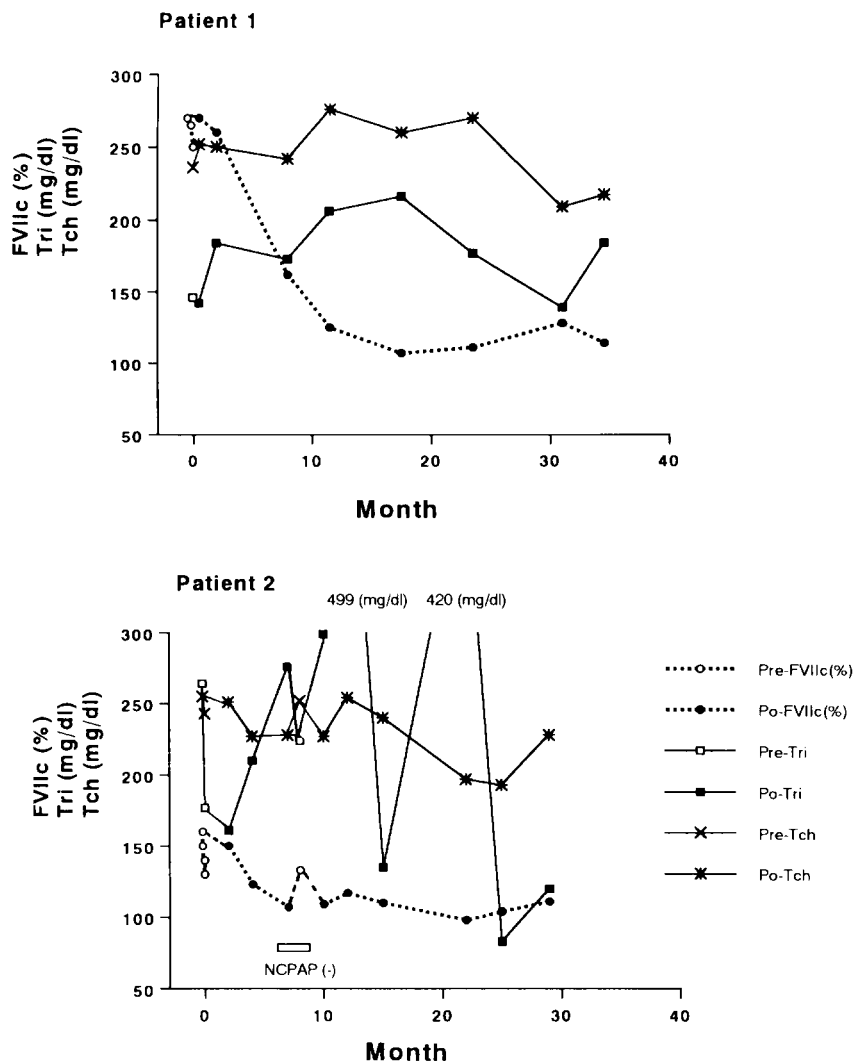 Patient 1
FVIIc (%)
Tri (mg/dl)
Tch (mg/dl)
300
250
200
150
100
50
0
10
20
30
40
Month
Patient 2
499 (mg/dl)
420 (mg/dl)
FVIIc (%)
Tri (mg/dl)
Tch (mg/dl)
300
250
200
150
100
50
NCPAP (-)
0
10
20
30
40
Month
Pre-FVIIc(%)
Po-FVIIc(%)
Pre-Tri
Po-Tri
Pre-Tch
Po-Tch